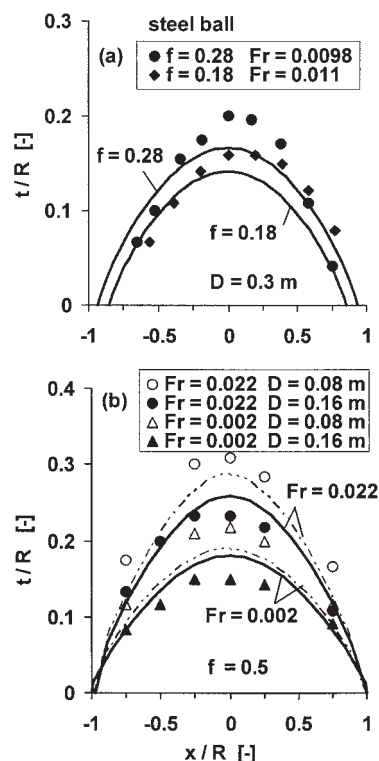 steel ball
(a)
● f = 0.28 Fr = 0.0098
◆ f = 0.18 Fr = 0.011
t / R [-]
0.3
0.2
0.1
0
f = 0.28
f = 0.18
D = 0.3 m
-1 -0.5 0 0.5 1
(b)
○ Fr = 0.022 D = 0.08 m
● Fr = 0.022 D = 0.16 m
△ Fr = 0.002 D = 0.08 m
▲ Fr = 0.002 D = 0.16 m
t / R [-]
0.4
0.3
0.2
0.1
0
Fr = 0.022
Fr = 0.002
f = 0.5
-1 -0.5 0 0.5 1
x / R [-]